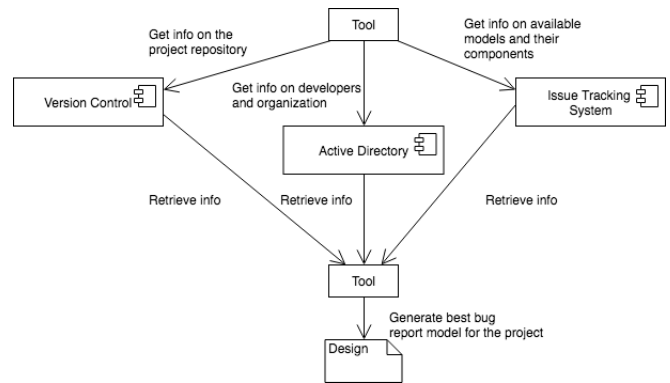 Tool
Get info on the
project repository
Get info on available
models and their
components
Get info on developers
and organization
Version Control
Issue Tracking
System
Active Directory
Retrieve info
Retrieve info
Retrieve info
Tool
Generate best bug
report model for the project
Design